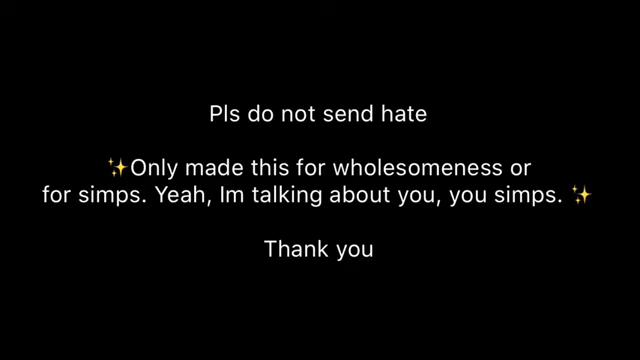 Pls do not send hate
✨Only made this for wholesomeness or
for simps. Yeah, Im talking about you, you simps. ✨
Thank you